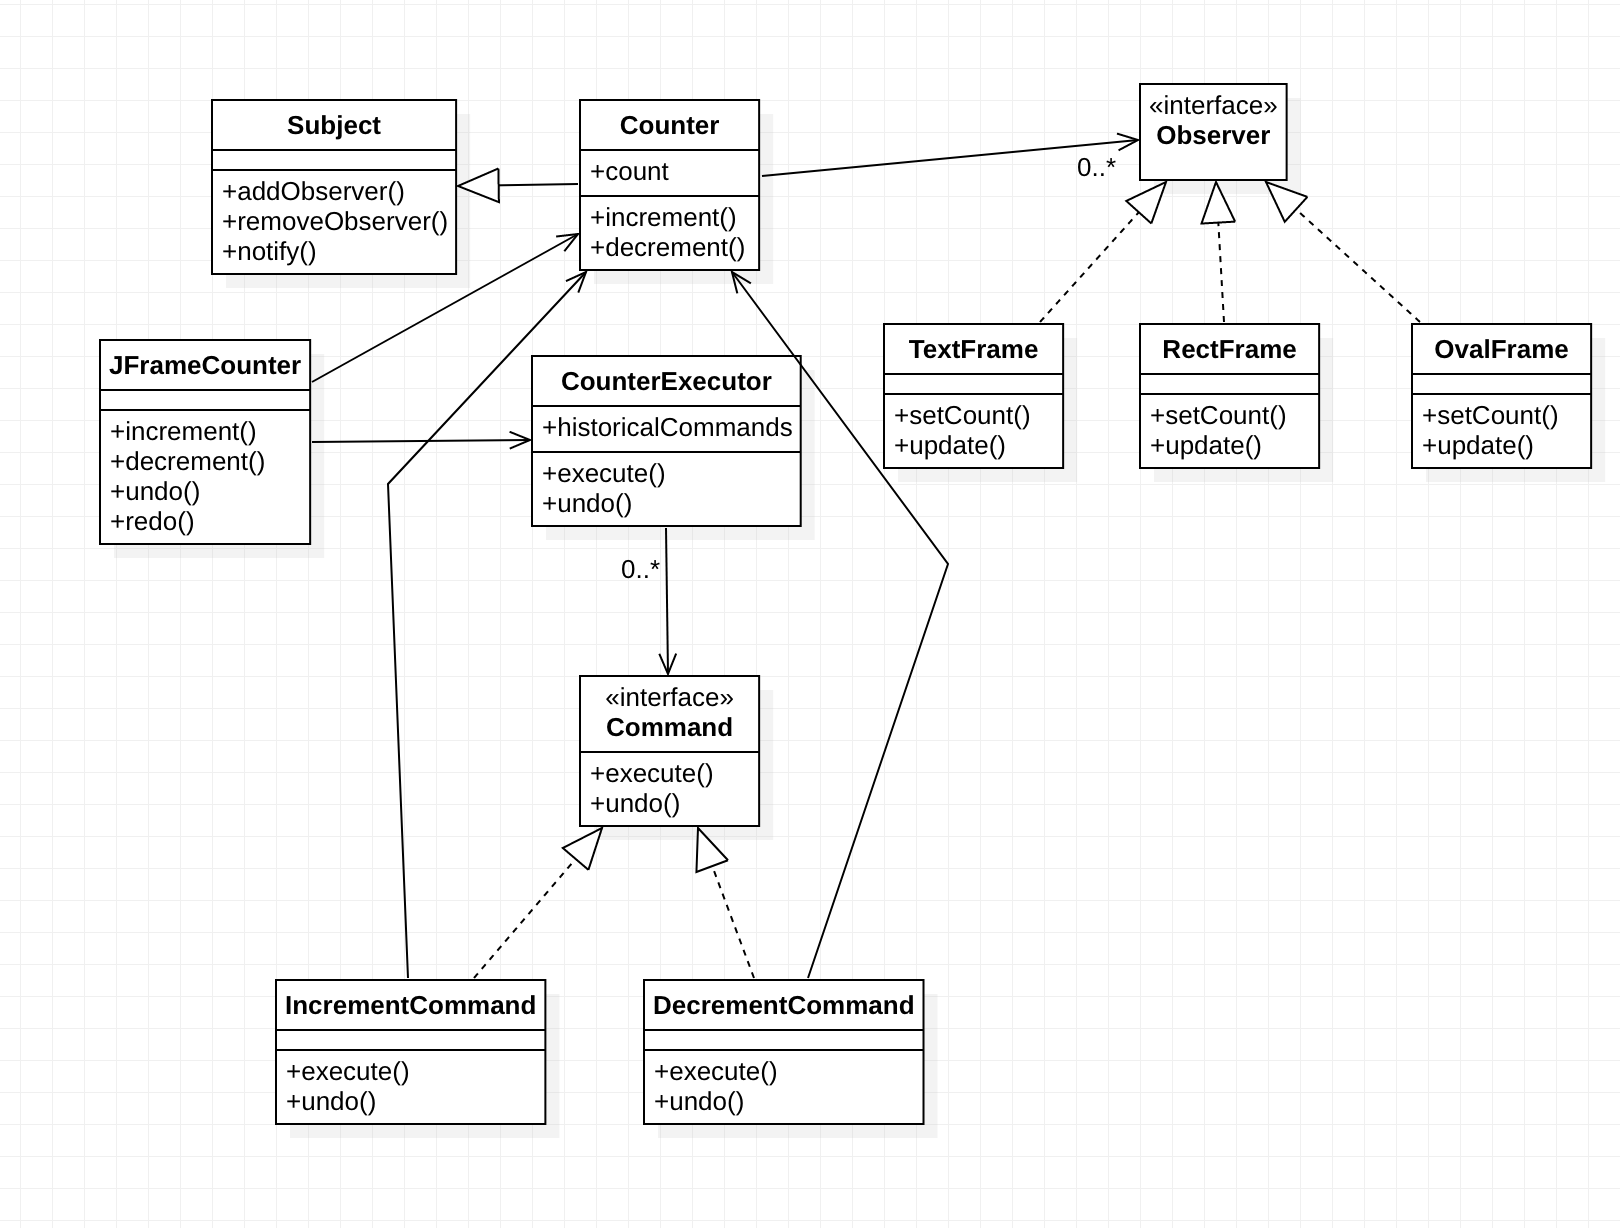 Subject
+addObserver()
+removeObserver()
+notify()
Counter
+count
+increment()
+decrement()
0..*
«interface»
Observer
JFrameCounter
+increment()
+decrement()
+undo()
+redo()
CounterExecutor
+historicalCommands
+execute()
+undo()
0..*
TextFrame
+setCount()
+update()
RectFrame
+setCount()
+update()
OvalFrame
+setCount()
+update()
«interface»
Command
+execute()
+undo()
IncrementCommand
+execute()
+undo()
DecrementCommand
+execute()
+undo()